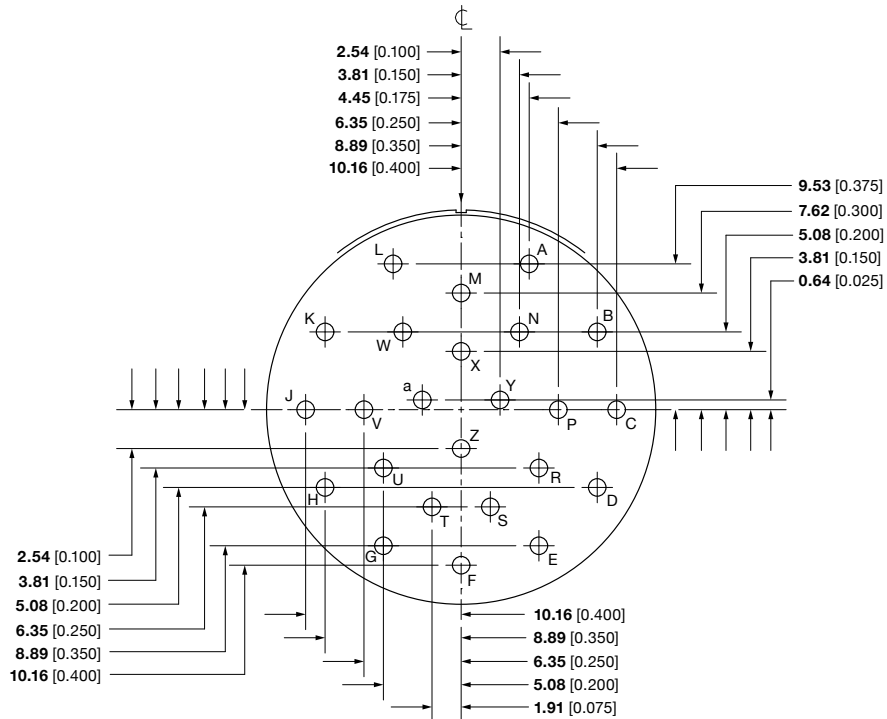 ℄
2.54 [0.100]
3.81 [0.150]
4.45 [0.175]
6.35 [0.250]
8.89 [0.350]
10.16 [0.400]
9.53 [0.375]
7.62 [0.300]
5.08 [0.200]
3.81 [0.150]
0.64 [0.025]
L A
M
K W N B
X
J V a Y P C
Z
U R
H D
T S
G E
F
2.54 [0.100]
3.81 [0.150]
5.08 [0.200]
6.35 [0.250]
8.89 [0.350]
10.16 [0.400]
10.16 [0.400]
8.89 [0.350]
6.35 [0.250]
5.08 [0.200]
1.91 [0.075]